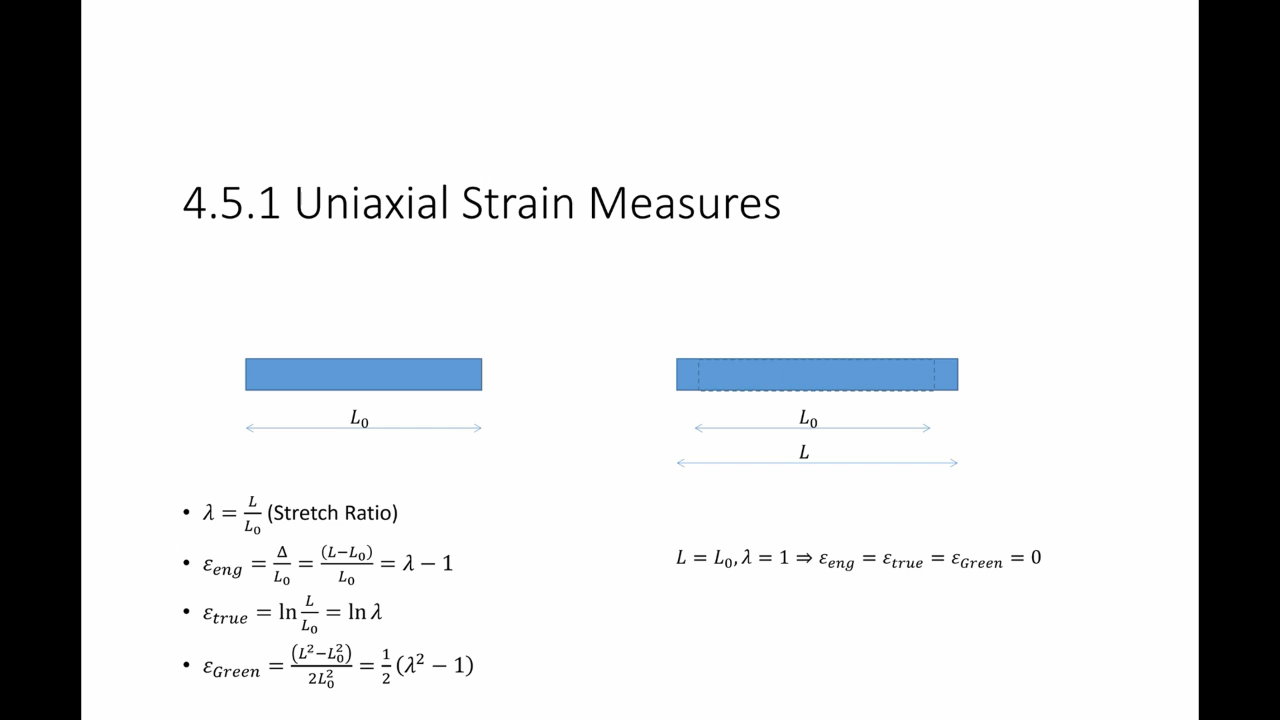 4.5.1 Uniaxial Strain Measures
L₀
L₀
L
• λ = L/L₀ (Stretch Ratio)
• ε_eng = Δ/L₀ = (L−L₀)/L₀ = λ − 1
L = L₀, λ = 1 ⇒ ε_eng = ε_true = ε_Green = 0
• ε_true = ln L/L₀ = ln λ
• ε_Green = (L²−L₀²)/2L₀² = 1/2 (λ² − 1)